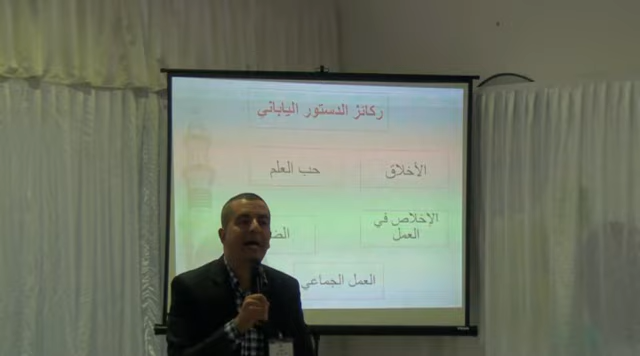 ركائز الدستور الياباني
الأخلاق
حب العلم
الإخلاص في
العمل
العمل الجماعي